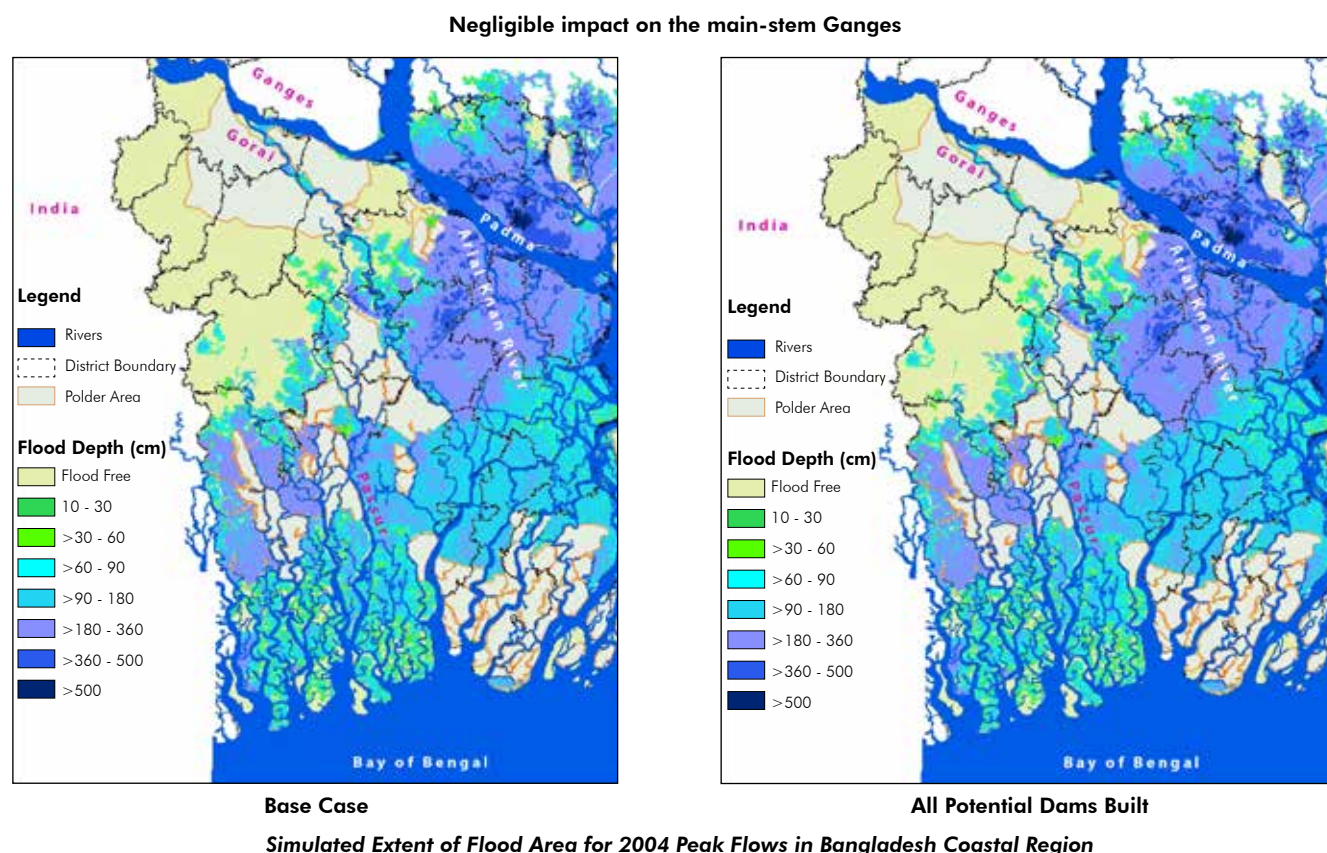 Negligible impact on the main-stem Ganges
Ganges
Gorai
India
Padma
Arial Khan River
Passur
Bay of Bengal
Legend
Rivers
District Boundary
Polder Area
Flood Depth (cm)
Flood Free
10 - 30
>30 - 60
>60 - 90
>90 - 180
>180 - 360
>360 - 500
>500
Base Case
Ganges
Gorai
India
Padma
Arial Khan River
Passur
Bay of Bengal
Legend
Rivers
District Boundary
Polder Area
Flood Depth (cm)
Flood Free
10 - 30
>30 - 60
>60 - 90
>90 - 180
>180 - 360
>360 - 500
>500
All Potential Dams Built
Simulated Extent of Flood Area for 2004 Peak Flows in Bangladesh Coastal Region